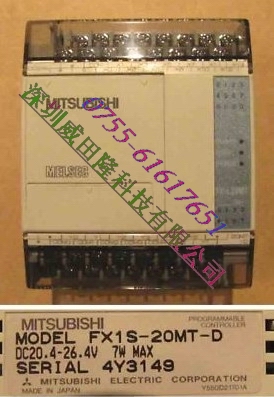 MITSUBISHI
MELSEC
深圳威田隆科技有限公司
0755-61617651
MITSUBISHI
PROGRAMMABLE
CONTROLLER
MODEL FX1S-20MT-D
DC20.4-26.4V 7W MAX
SERIAL 4Y3149
MITSUBISHI ELECTRIC CORPORATION
MADE IN JAPAN